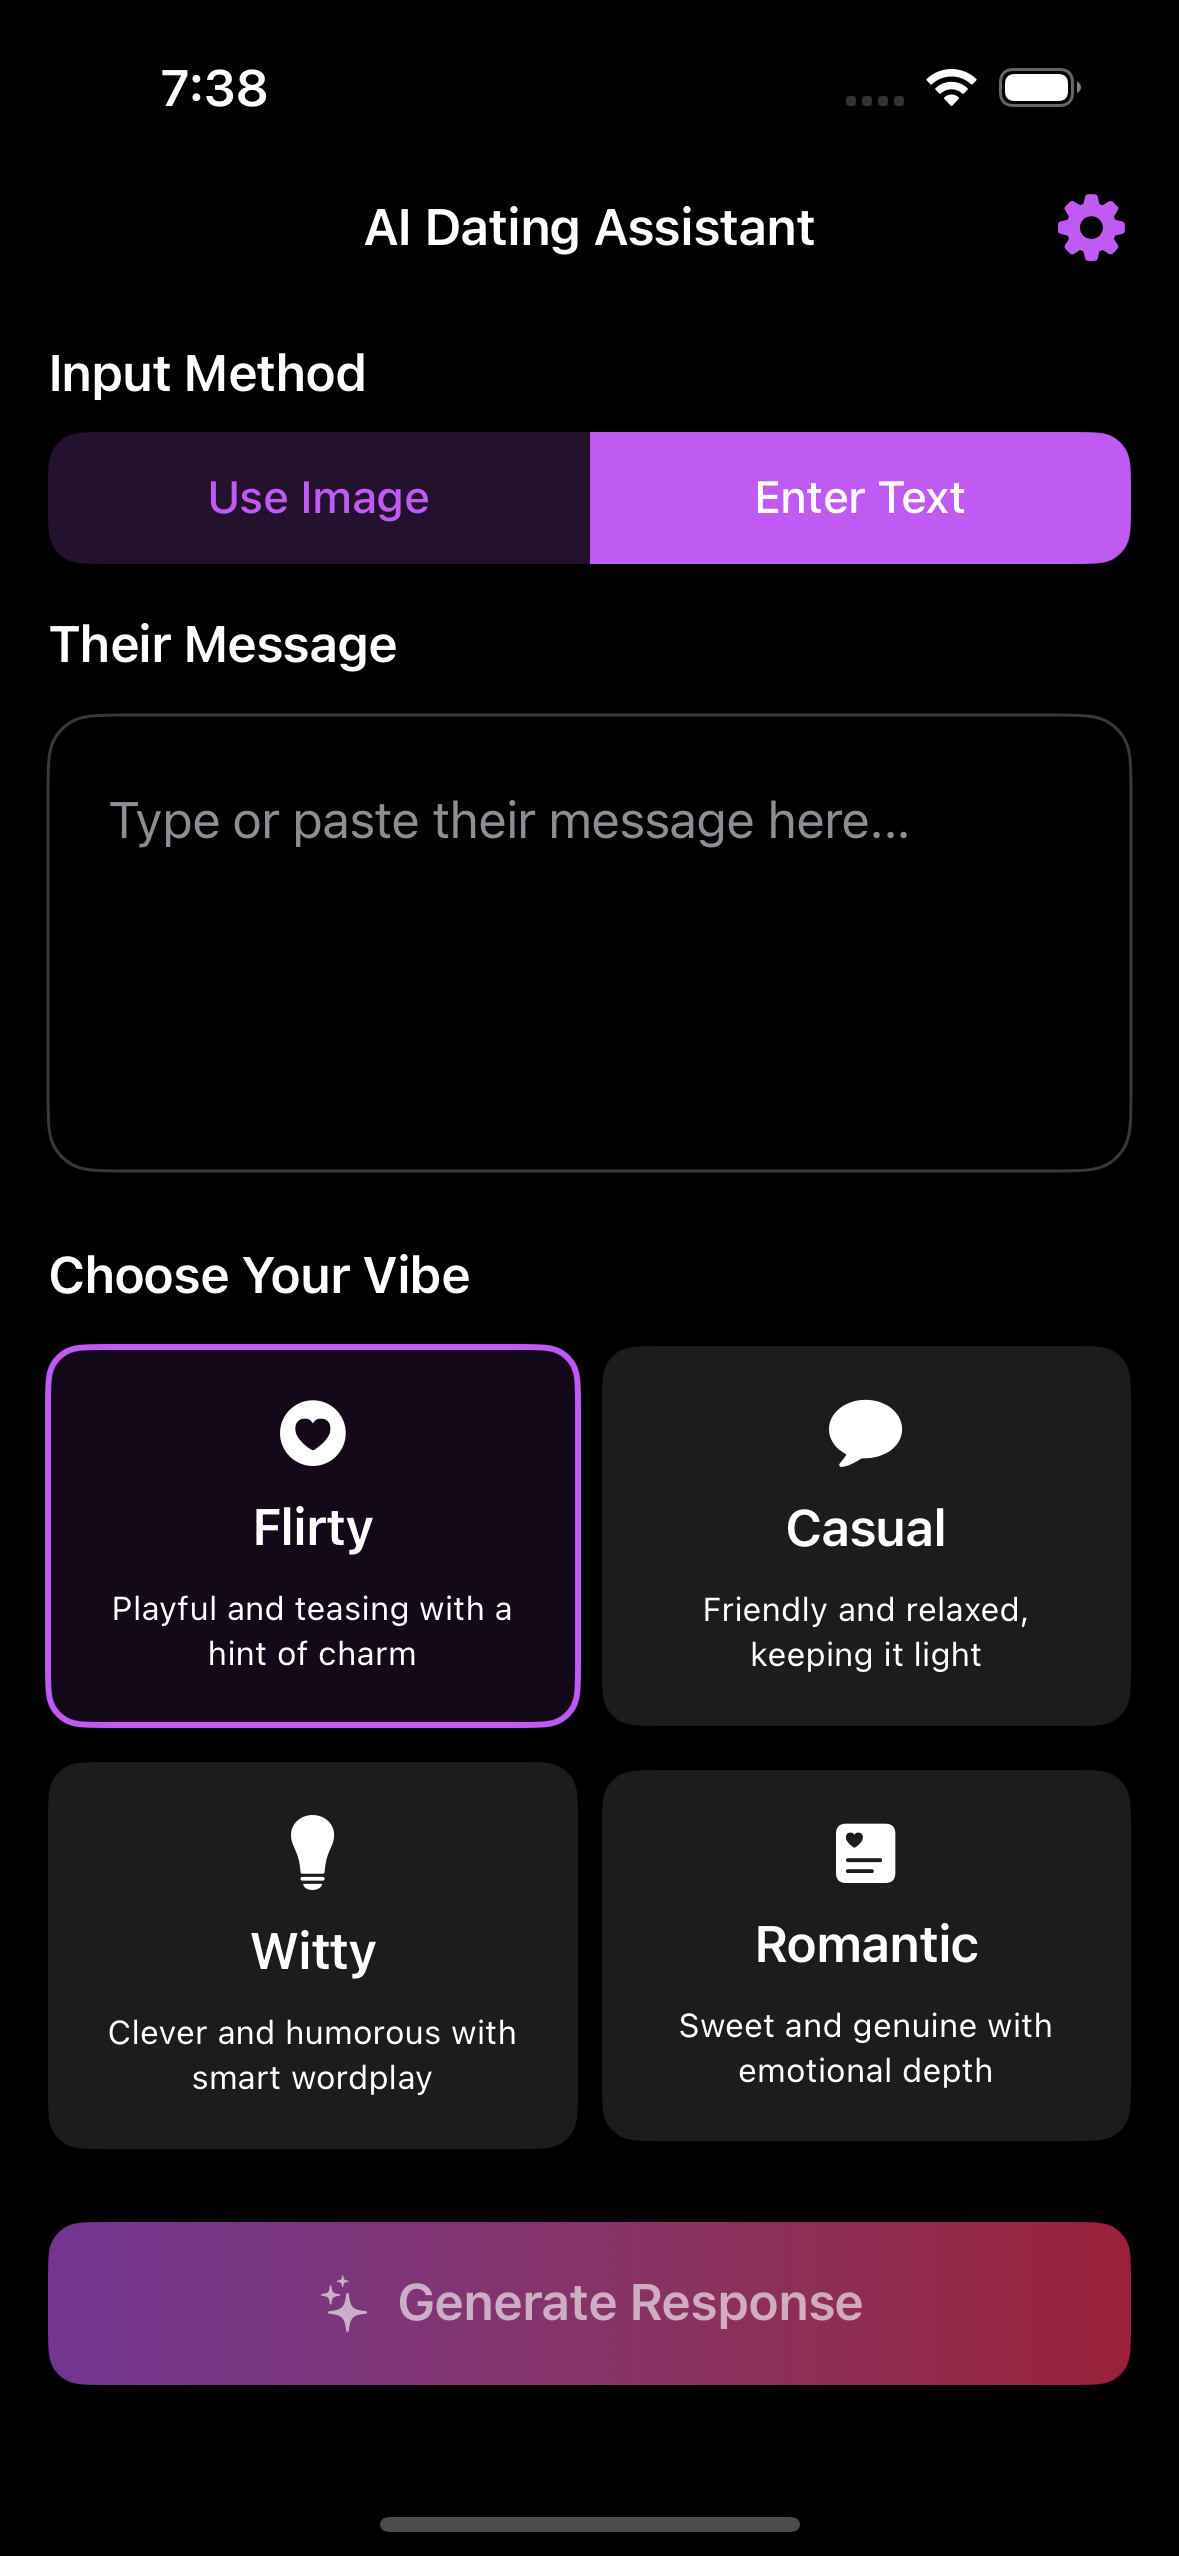 7:38
AI Dating Assistant
Input Method
Use Image
Enter Text
Their Message
Type or paste their message here...
Choose Your Vibe
Flirty
Playful and teasing with a
hint of charm
Casual
Friendly and relaxed,
keeping it light
Witty
Clever and humorous with
smart wordplay
Romantic
Sweet and genuine with
emotional depth
Generate Response